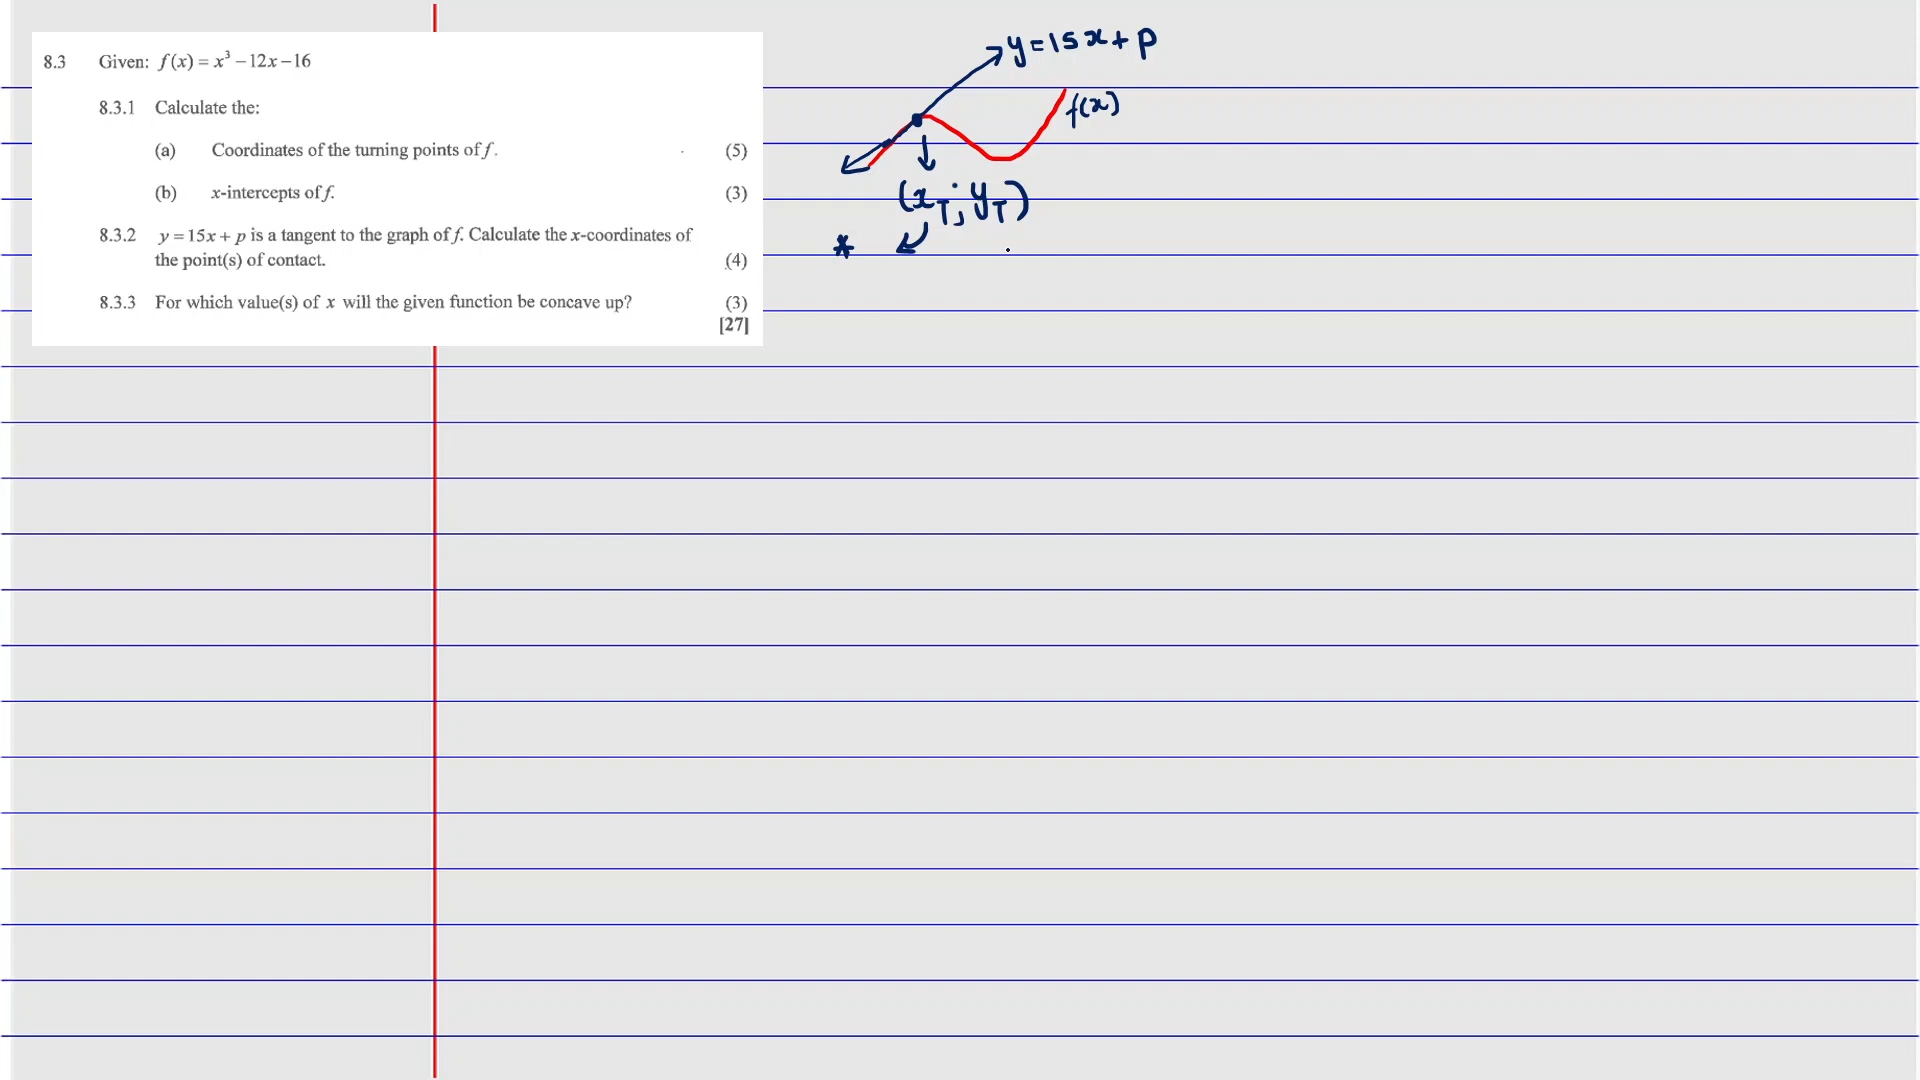 8.3 Given: f(x) = x³ − 12x − 16
8.3.1 Calculate the:
(a) Coordinates of the turning points of f. (5)
(b) x-intercepts of f. (3)
8.3.2 y = 15x + p is a tangent to the graph of f. Calculate the x-coordinates of
the point(s) of contact. (4)
8.3.3 For which value(s) of x will the given function be concave up? (3)
[27]
y = 15x + p
f(x)
(x_T ; y_T)
*